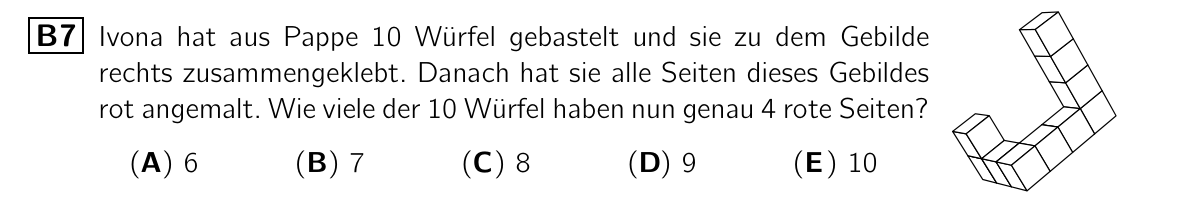 B7 Ivona hat aus Pappe 10 Würfel gebastelt und sie zu dem Gebilde
rechts zusammengeklebt. Danach hat sie alle Seiten dieses Gebildes
rot angemalt. Wie viele der 10 Würfel haben nun genau 4 rote Seiten?
(A) 6 (B) 7 (C) 8 (D) 9 (E) 10